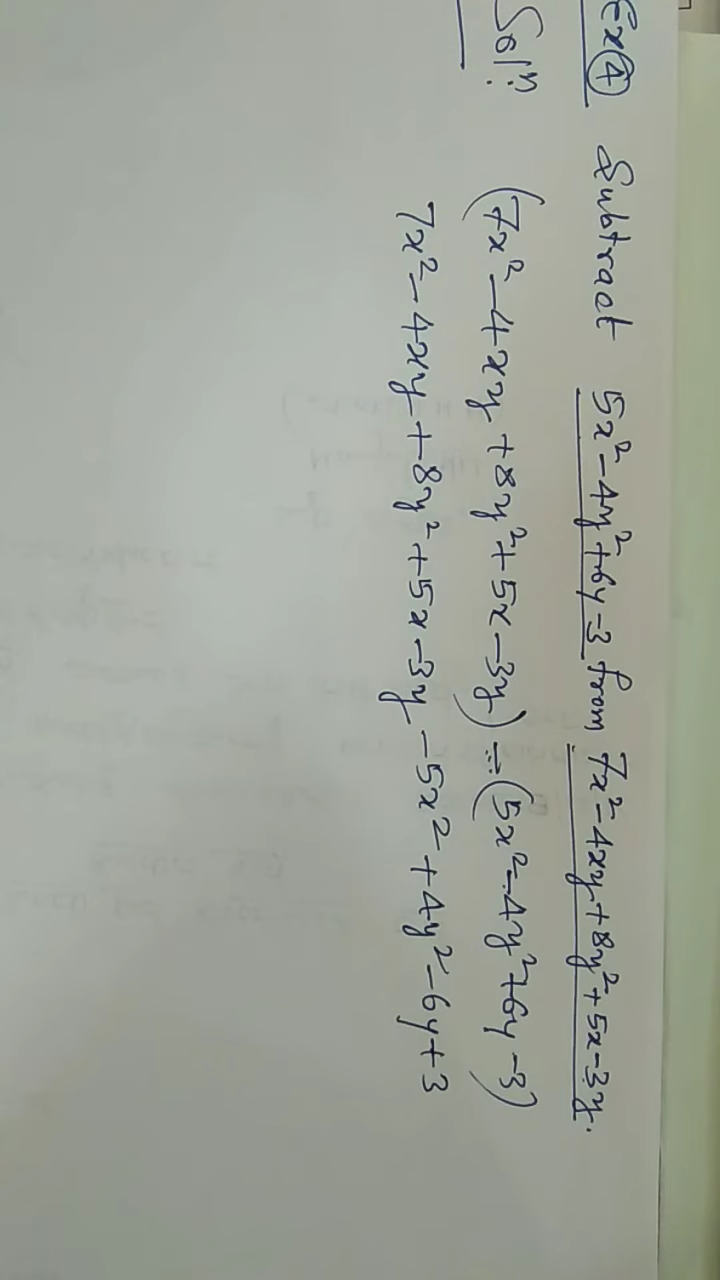 Ex④ Subtract 5x²-4y²+6y-3 from 7x²-4xy+8y²+5x-3y.
Solⁿ:
(7x²-4xy+8y²+5x-3y)-(5x²-4y²+6y-3)
7x²-4xy+8y²+5x-3y-5x²+4y²-6y+3